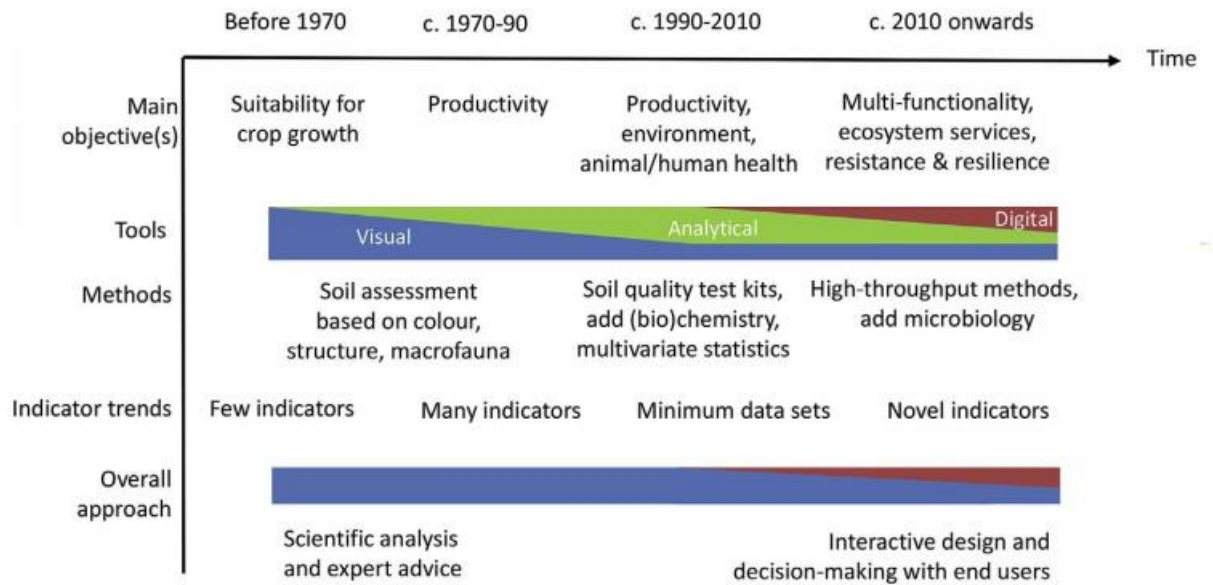 Before 1970 c. 1970-90 c. 1990-2010 c. 2010 onwards
Time
Main objective(s)
Suitability for
crop growth
Productivity
Productivity,
environment,
animal/human health
Multi-functionality,
ecosystem services,
resistance & resilience
Tools
Visual
Analytical
Digital
Methods
Soil assessment
based on colour,
structure, macrofauna
Soil quality test kits,
add (bio)chemistry,
multivariate statistics
High-throughput methods,
add microbiology
Indicator trends
Few indicators
Many indicators
Minimum data sets
Novel indicators
Overall
approach
Scientific analysis
and expert advice
Interactive design and
decision-making with end users